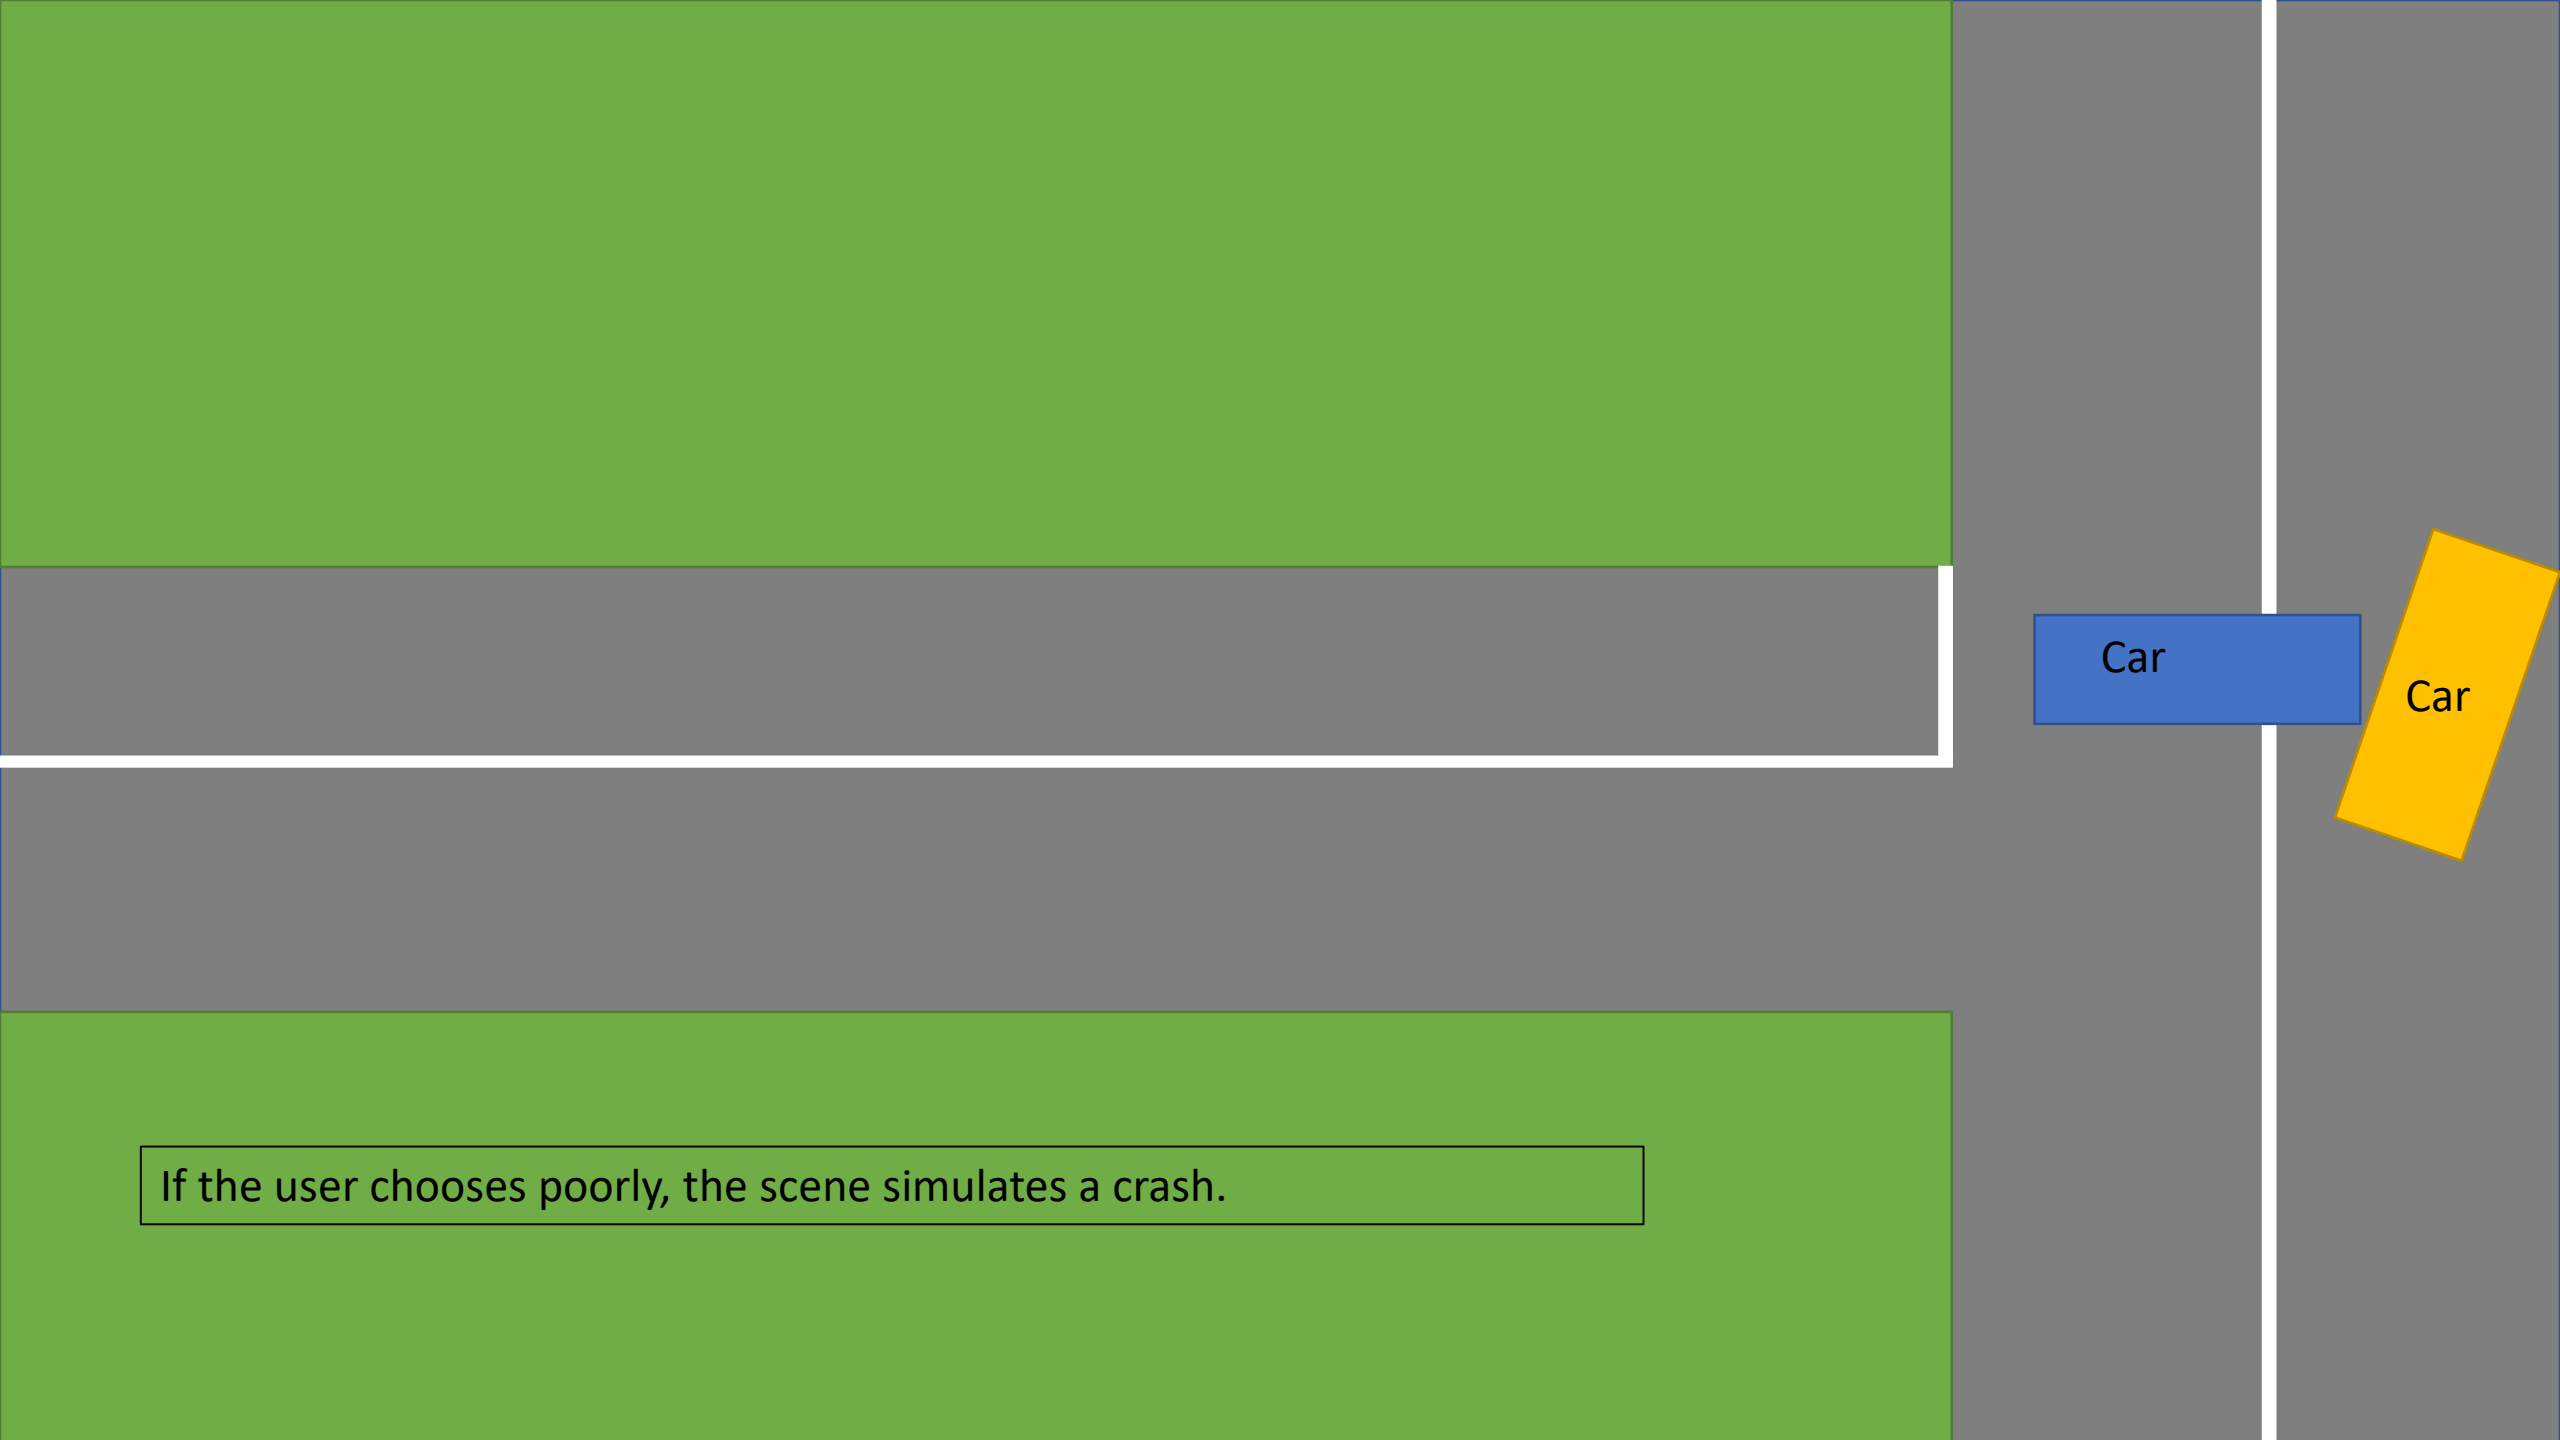 Car
Car
If the user chooses poorly, the scene simulates a crash.